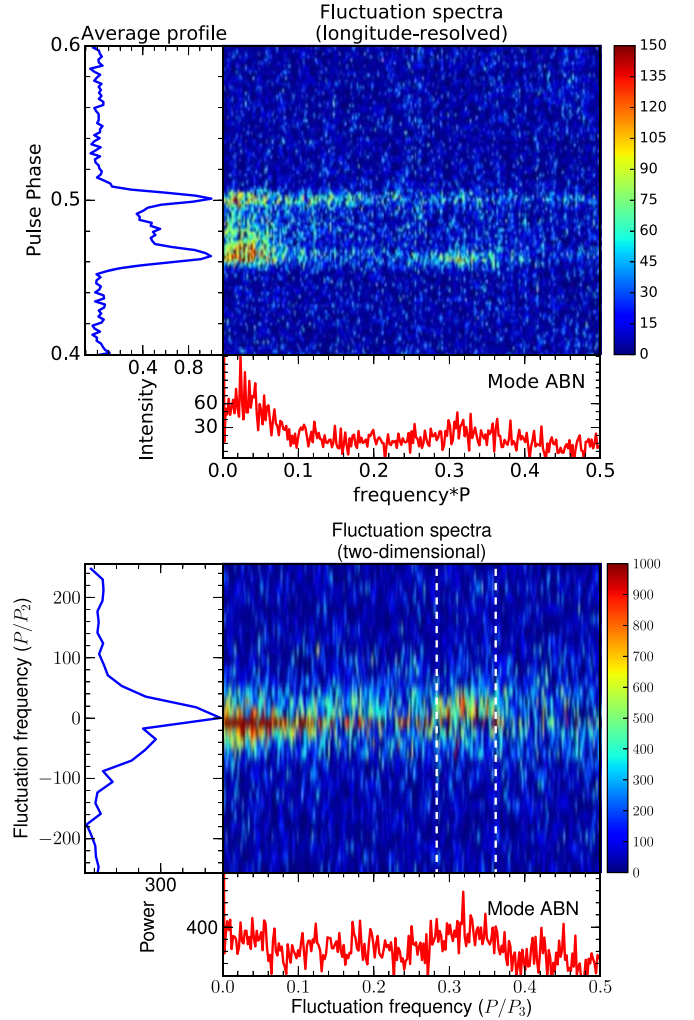 Fluctuation spectra
Average profile (longitude-resolved)
0.6
0.5
0.4
Pulse Phase
150
135
120
105
90
75
60
45
30
15
0
0.4 0.8
Intensity
60
30
Mode ABN
0.0 0.1 0.2 0.3 0.4 0.5
frequency*P
Fluctuation spectra
(two-dimensional)
200
100
0
−100
−200
Fluctuation frequency (P/P₂)
1000
900
800
700
600
500
400
300
200
100
0
300
Power
400
Mode ABN
0.0 0.1 0.2 0.3 0.4 0.5
Fluctuation frequency (P/P₃)